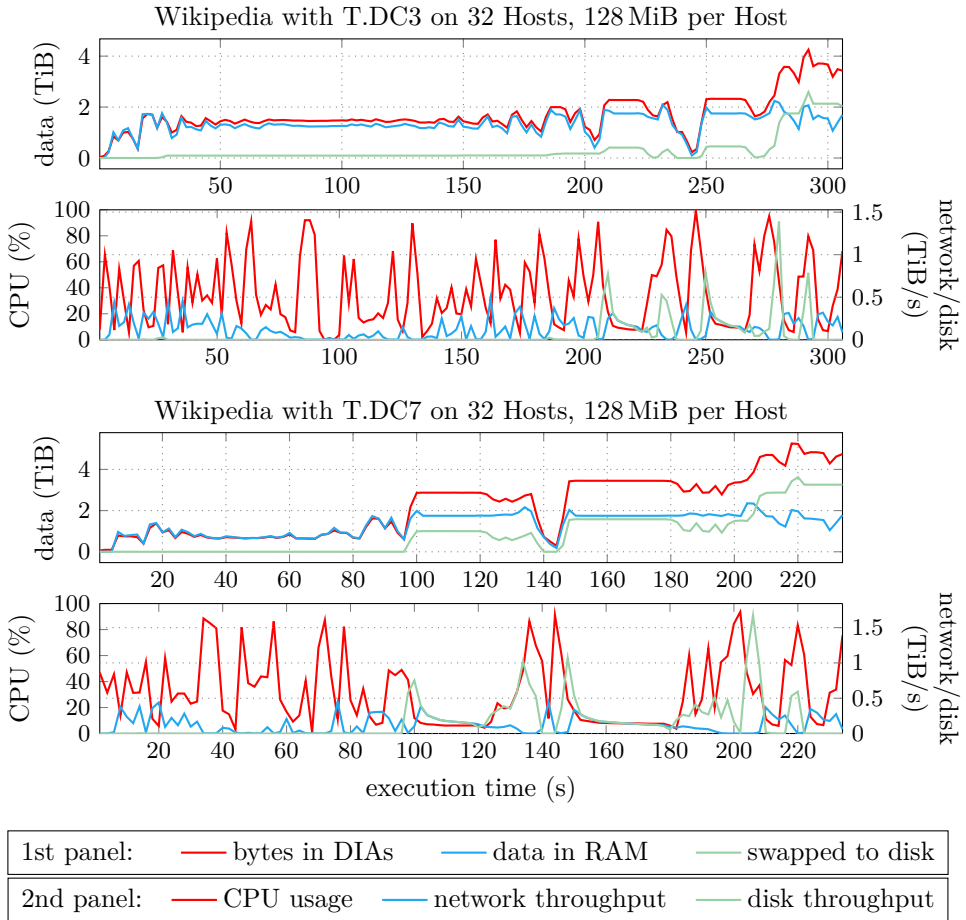 Wikipedia with T.DC3 on 32 Hosts, 128 MiB per Host
data (TiB)
4
2
0
50 100 150 200 250 300
CPU (%)
100
80
60
40
20
0
1.5
1
0.5
0
network/disk
(TiB/s)
50 100 150 200 250 300
Wikipedia with T.DC7 on 32 Hosts, 128 MiB per Host
data (TiB)
4
2
0
20 40 60 80 100 120 140 160 180 200 220
CPU (%)
100
80
60
40
20
0
1.5
1
0.5
0
network/disk
(TiB/s)
20 40 60 80 100 120 140 160 180 200 220
execution time (s)
1st panel: bytes in DIAs data in RAM swapped to disk
2nd panel: CPU usage network throughput disk throughput